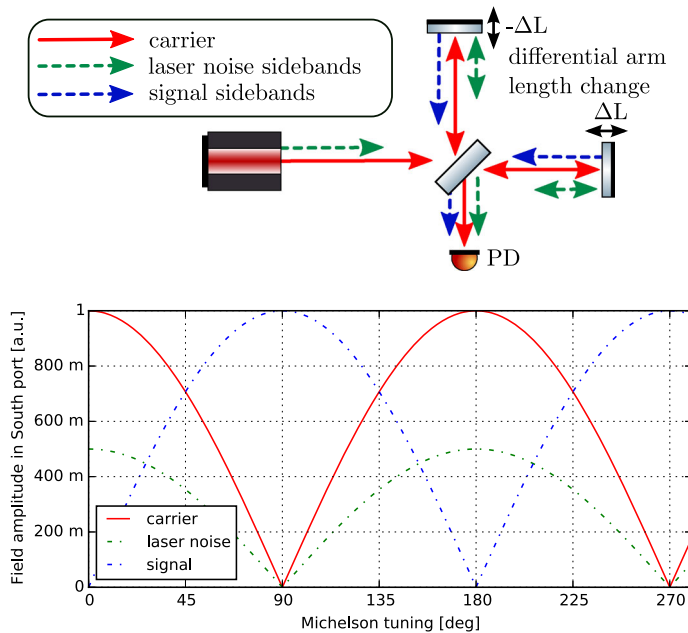 carrier
laser noise sidebands
signal sidebands
-ΔL
differential arm
length change
ΔL
PD
Field amplitude in South port [a.u.]
1
800 m
600 m
400 m
200 m
0
carrier
laser noise
signal
0 45 90 135 180 225 270
Michelson tuning [deg]